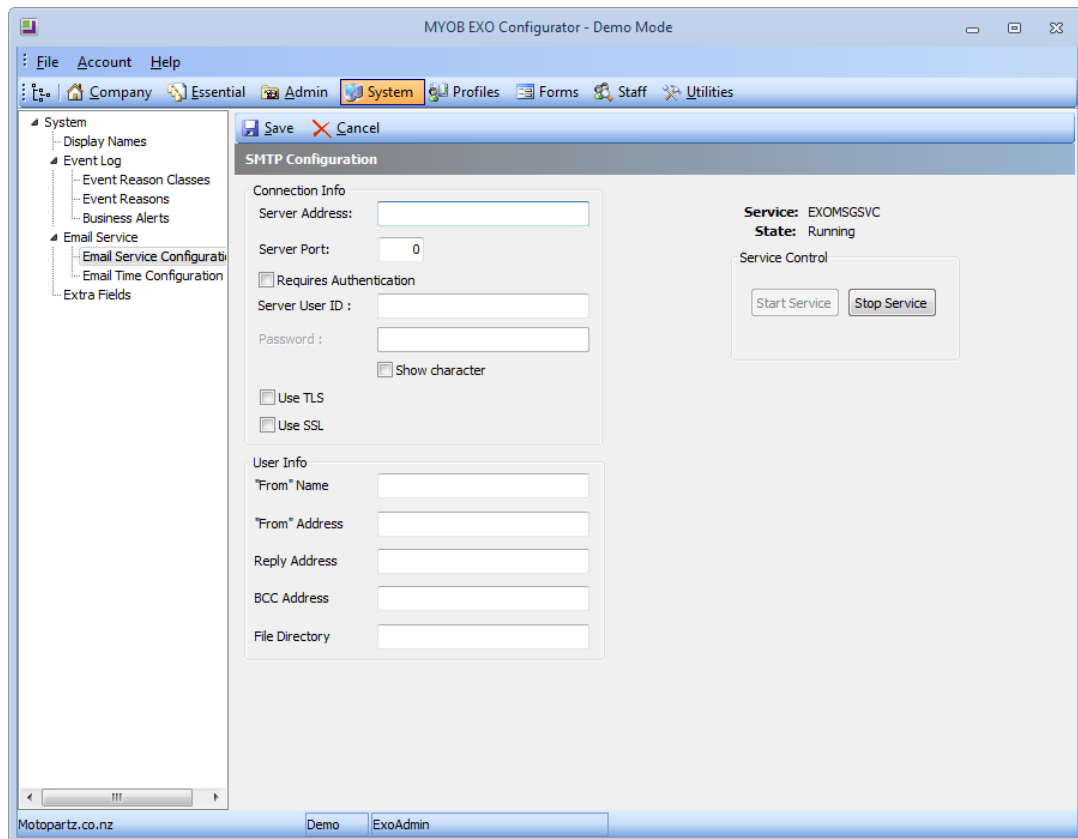 MYOB EXO Configurator - Demo Mode
File Account Help
Company Essential Admin System Profiles Forms Staff Utilities
System
Display Names
Event Log
Event Reason Classes
Event Reasons
Business Alerts
Email Service
Email Service Configurati
Email Time Configuration
Extra Fields
Save Cancel
SMTP Configuration
Connection Info
Server Address:
Server Port: 0
Requires Authentication
Server User ID :
Password :
Show character
Use TLS
Use SSL
User Info
"From" Name
"From" Address
Reply Address
BCC Address
File Directory
Service: EXOMSGSVC
State: Running
Service Control
Start Service Stop Service
Motopartz.co.nz Demo ExoAdmin